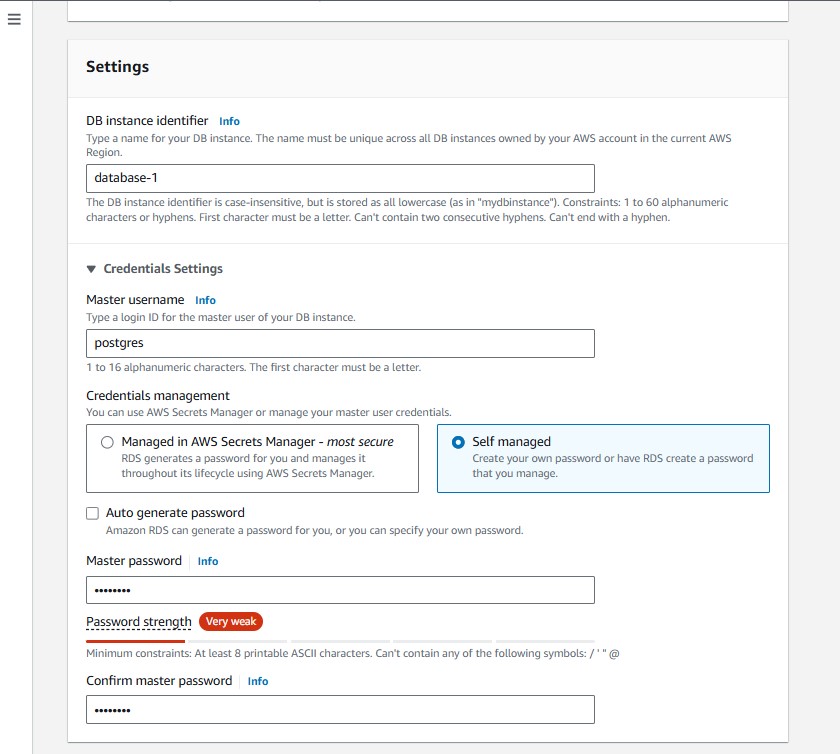 Settings
DB instance identifier Info
Type a name for your DB instance. The name must be unique across all DB instances owned by your AWS account in the current AWS
Region.
database-1
The DB instance identifier is case-insensitive, but is stored as all lowercase (as in "mydbinstance"). Constraints: 1 to 60 alphanumeric
characters or hyphens. First character must be a letter. Can't contain two consecutive hyphens. Can't end with a hyphen.
▼ Credentials Settings
Master username Info
Type a login ID for the master user of your DB instance.
postgres
1 to 16 alphanumeric characters. The first character must be a letter.
Credentials management
You can use AWS Secrets Manager or manage your master user credentials.
Managed in AWS Secrets Manager - most secure
RDS generates a password for you and manages it
throughout its lifecycle using AWS Secrets Manager.
Self managed
Create your own password or have RDS create a password
that you manage.
Auto generate password
Amazon RDS can generate a password for you, or you can specify your own password.
Master password Info
••••••••
Password strength Very weak
Minimum constraints: At least 8 printable ASCII characters. Can't contain any of the following symbols: / ' " @
Confirm master password Info
••••••••